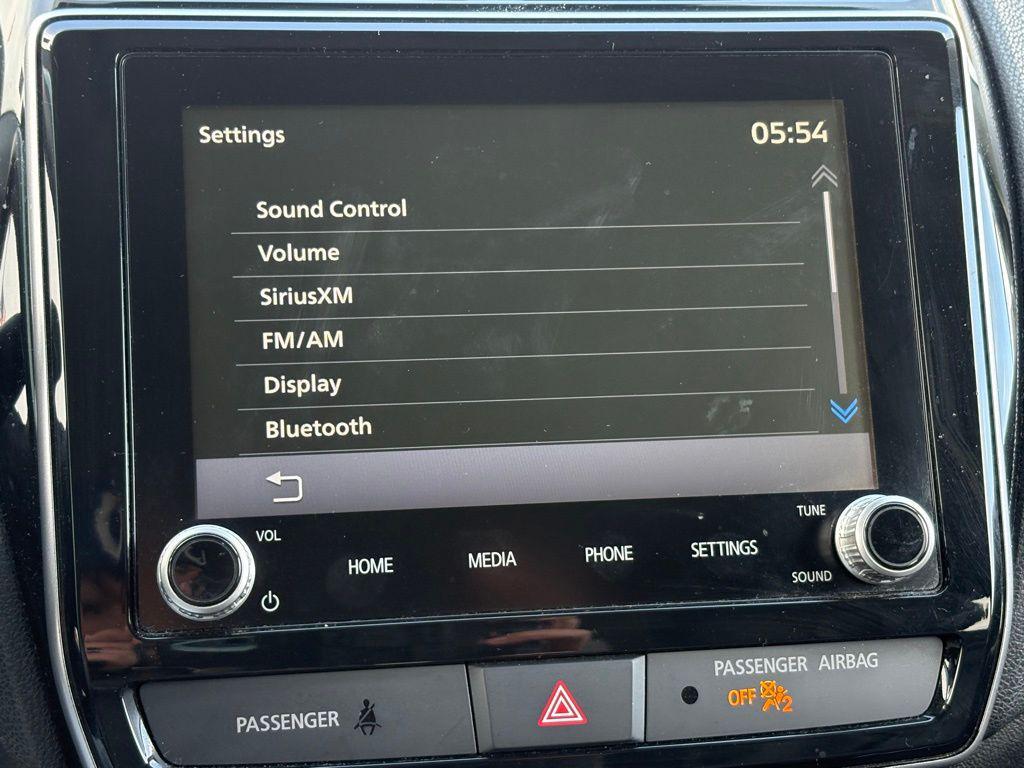 Settings 05:54
Sound Control
Volume
SiriusXM
FM/AM
Display
Bluetooth
VOL
HOME MEDIA PHONE SETTINGS
TUNE
SOUND
PASSENGER
PASSENGER AIRBAG
OFF 2